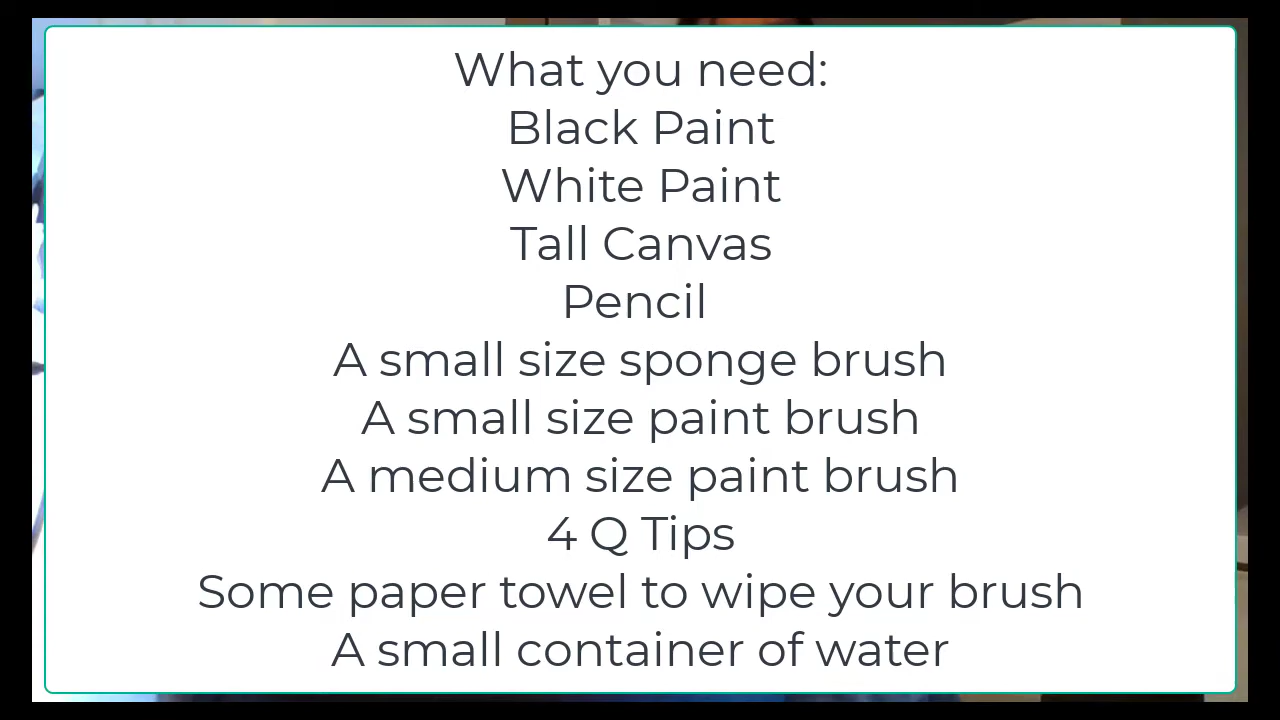 What you need:
Black Paint
White Paint
Tall Canvas
Pencil
A small size sponge brush
A small size paint brush
A medium size paint brush
4 Q Tips
Some paper towel to wipe your brush
A small container of water